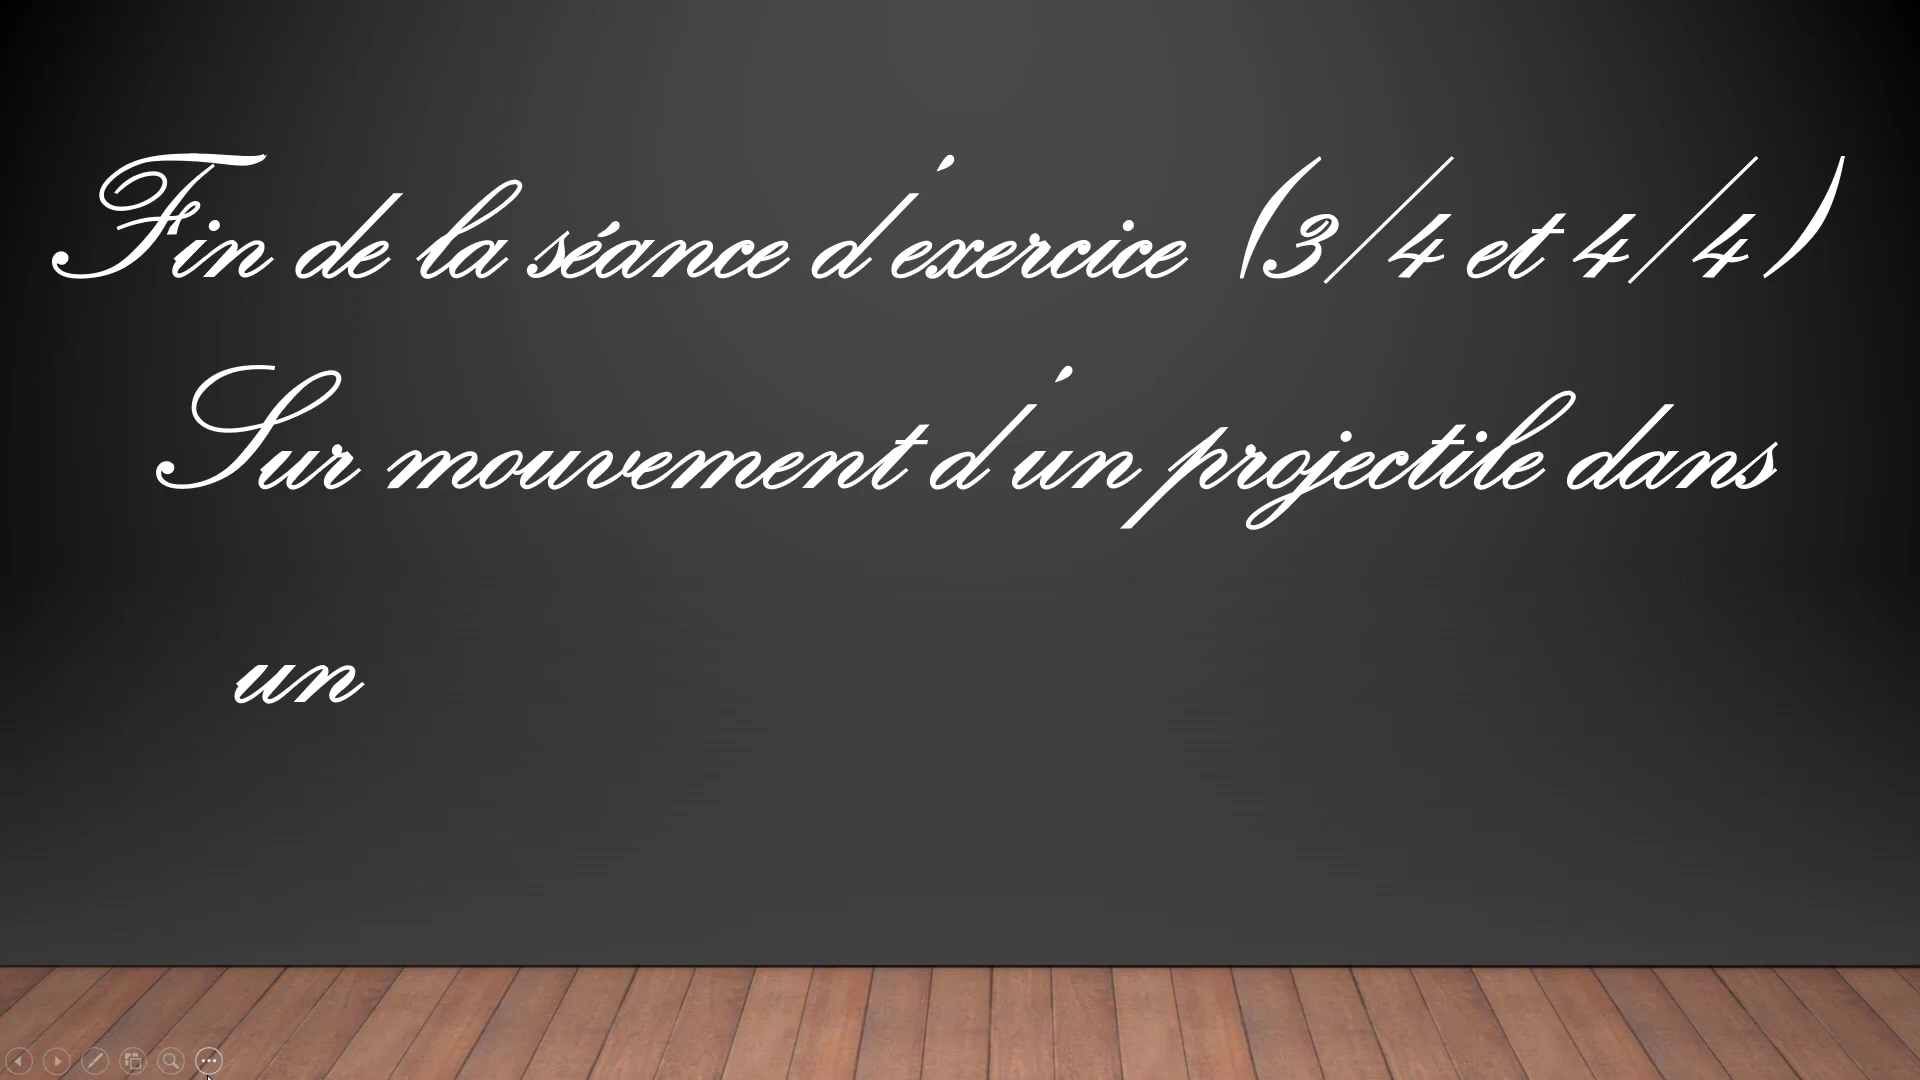 Fin de la séance d'exercice (3/4 et 4/4)
Sur mouvement d'un projectile dans
un